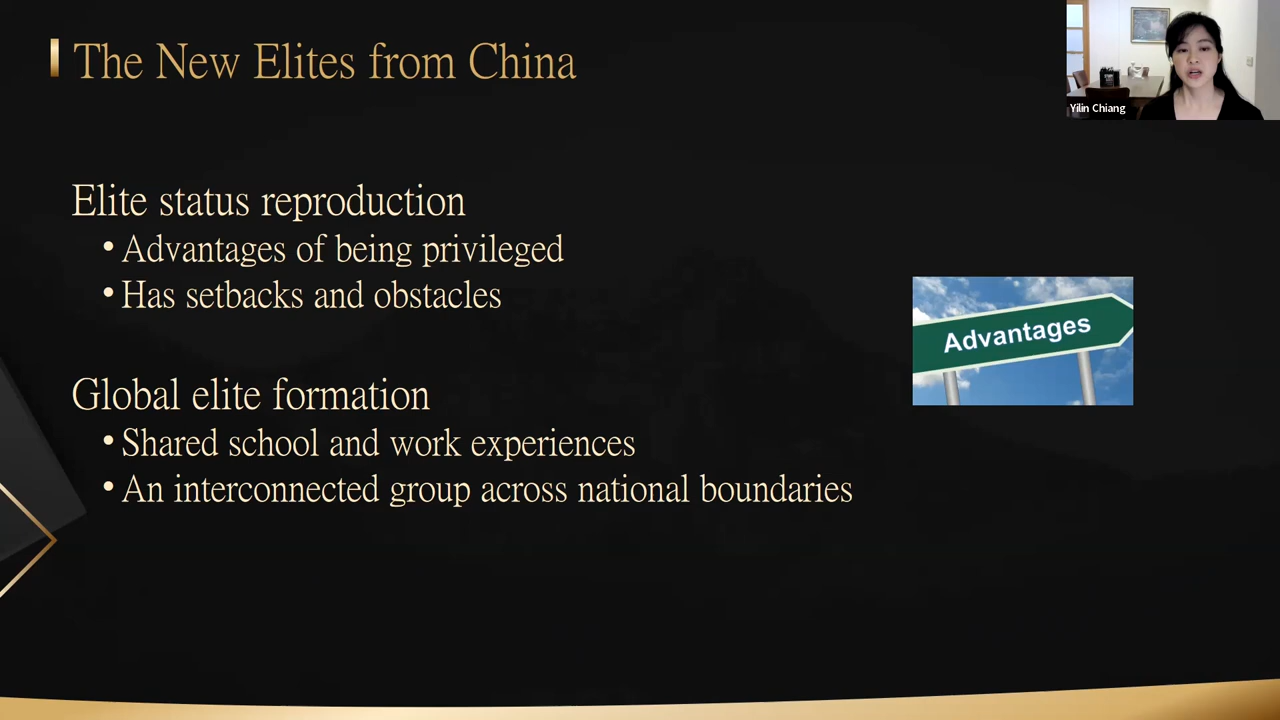 The New Elites from China
Yilin Chiang
Elite status reproduction
• Advantages of being privileged
• Has setbacks and obstacles
Advantages
Global elite formation
• Shared school and work experiences
• An interconnected group across national boundaries